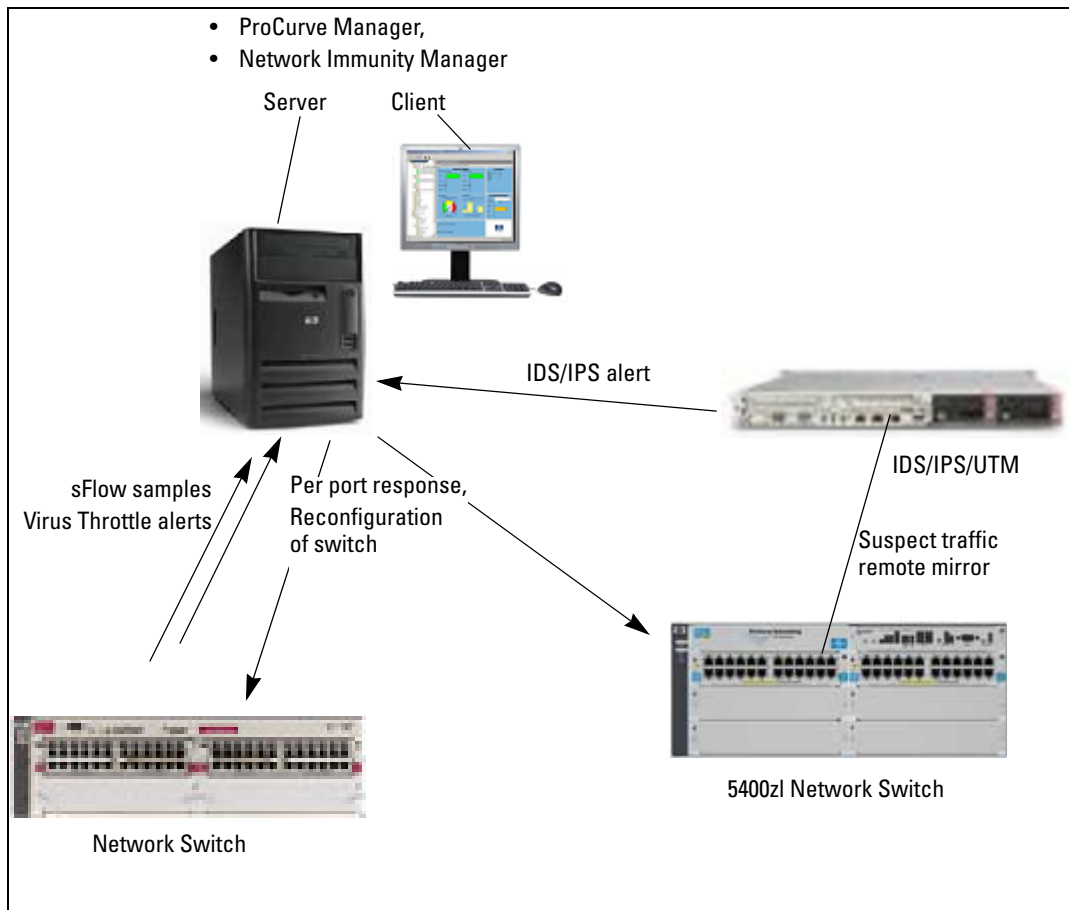 • ProCurve Manager,
• Network Immunity Manager
Server
Client
IDS/IPS alert
IDS/IPS/UTM
sFlow samples
Virus Throttle alerts
Per port response,
Reconfiguration
of switch
Suspect traffic
remote mirror
5400zl Network Switch
Network Switch